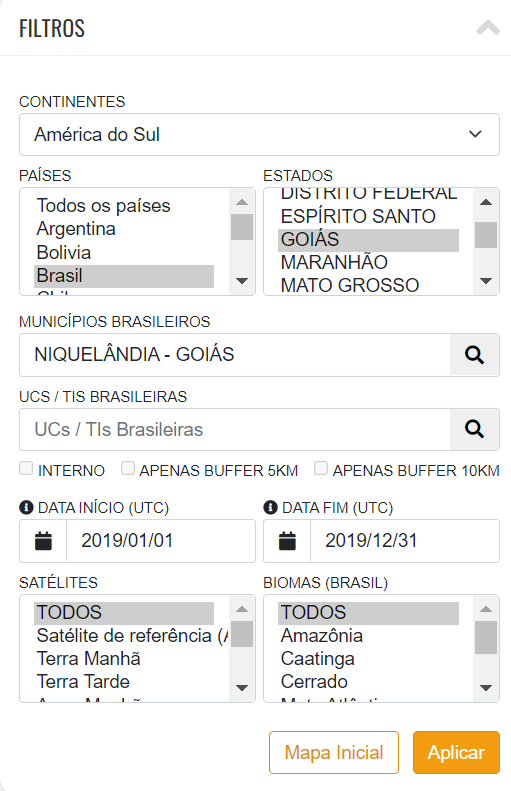 FILTROS
CONTINENTES
América do Sul
PAÍSES
Todos os países
Argentina
Bolivia
Brasil
ESTADOS
DISTRITO FEDERAL
ESPÍRITO SANTO
GOIÁS
MARANHÃO
MATO GROSSO
MUNICÍPIOS BRASILEIROS
NIQUELÂNDIA - GOIÁS
UCS / TIS BRASILEIRAS
UCs / TIs Brasileiras
INTERNO APENAS BUFFER 5KM APENAS BUFFER 10KM
DATA INÍCIO (UTC)
2019/01/01
DATA FIM (UTC)
2019/12/31
SATÉLITES
TODOS
Satélite de referência (
Terra Manhã
Terra Tarde
BIOMAS (BRASIL)
TODOS
Amazônia
Caatinga
Cerrado
Mapa Inicial
Aplicar